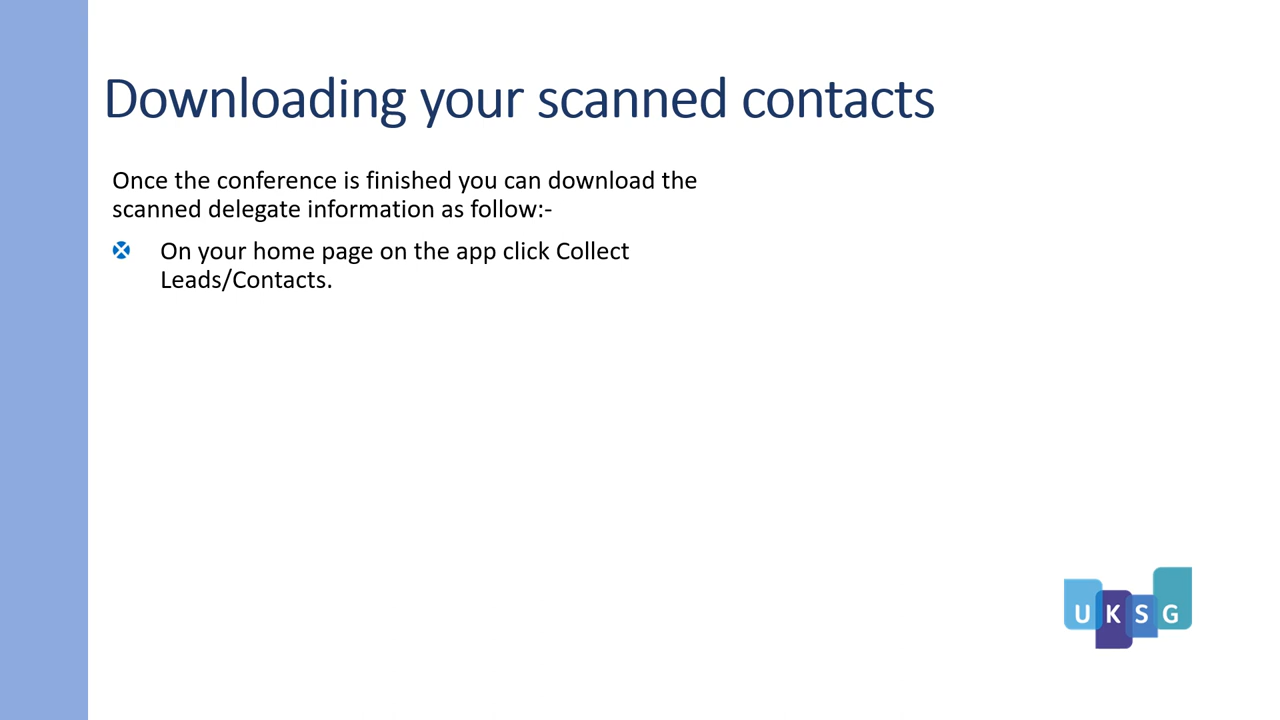 Downloading your scanned contacts
Once the conference is finished you can download the
scanned delegate information as follow:-
On your home page on the app click Collect
Leads/Contacts.
UKSG